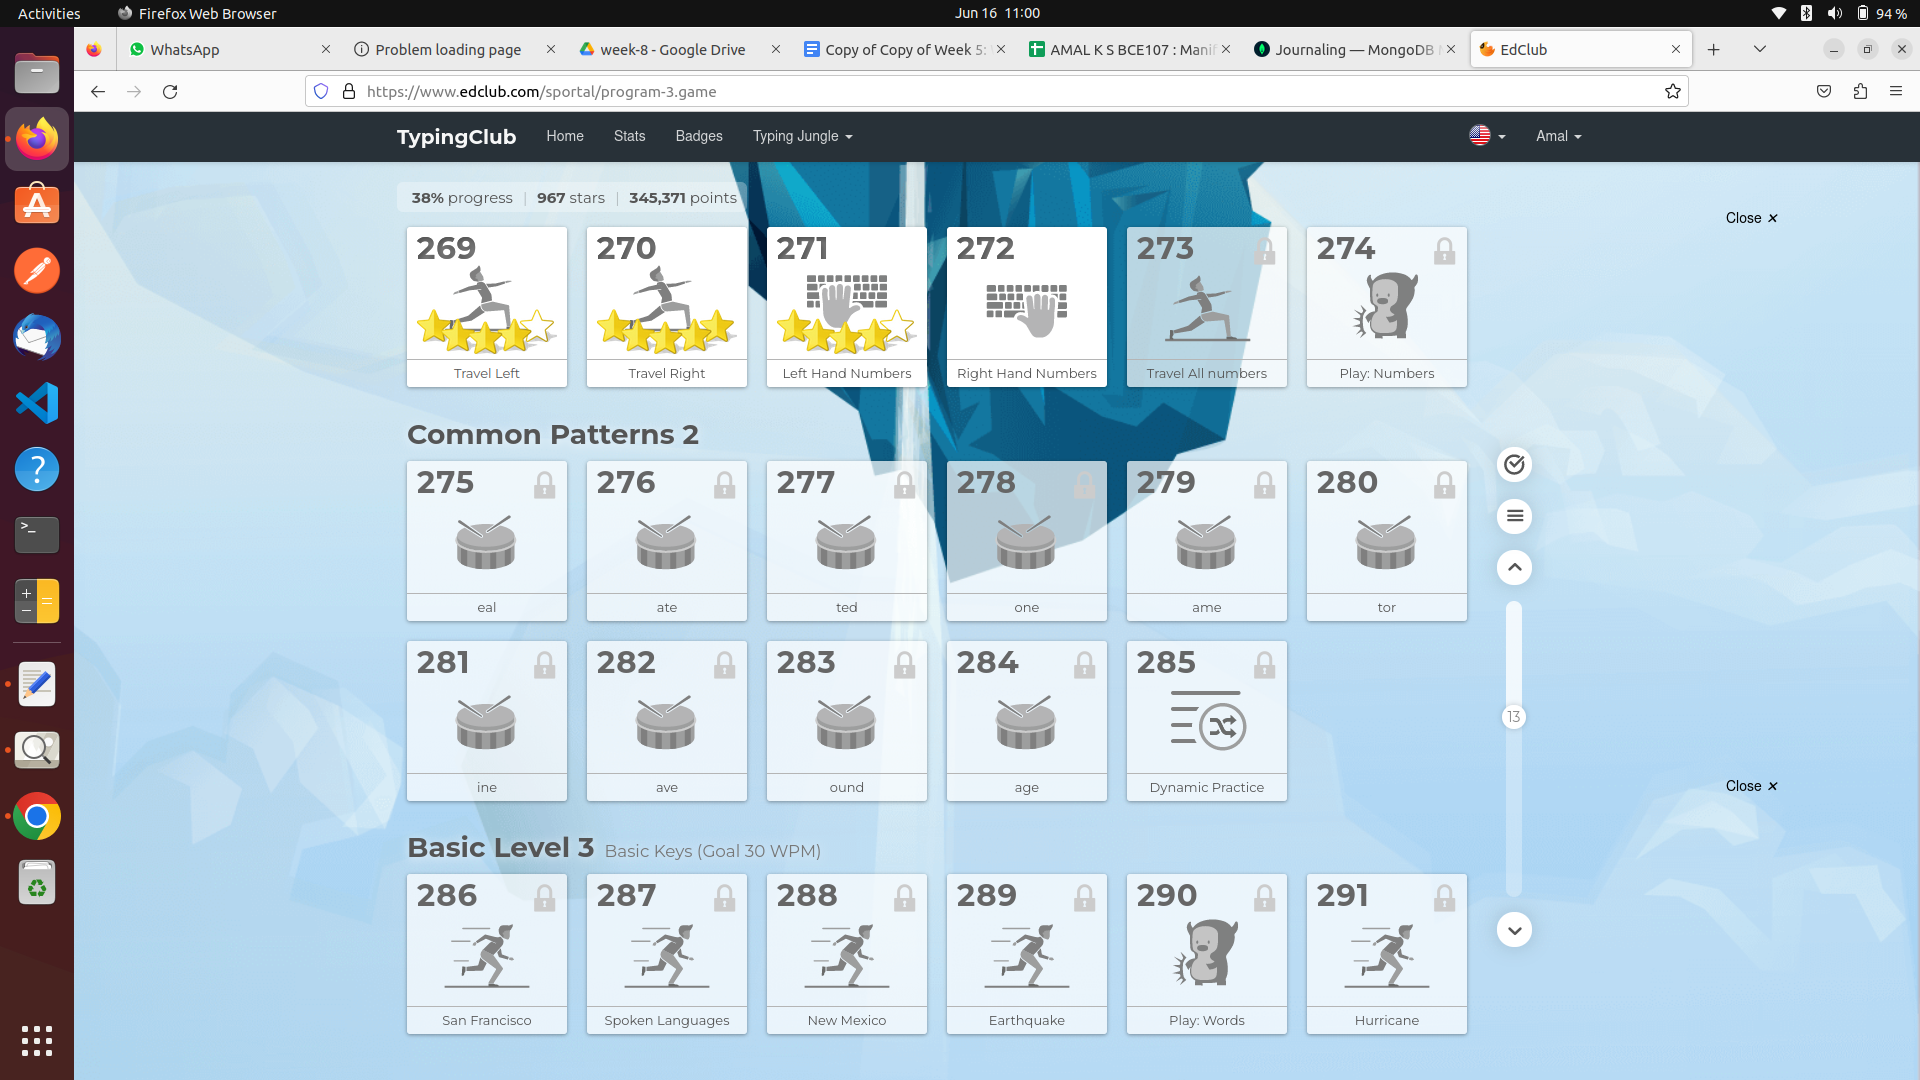 Activities
Firefox Web Browser
Jun 16 11:00
94 %
WhatsApp
Problem loading page
week-8 - Google Drive
Copy of Copy of Week 5:
AMAL K S BCE107 : Manif
Journaling — MongoDB
EdClub
https://www.edclub.com/sportal/program-3.game
TypingClub
Home
Stats
Badges
Typing Jungle
Amal
38% progress | 967 stars | 345,371 points
Close ×
269
270
271
272
273
274
Travel Left
Travel Right
Left Hand Numbers
Right Hand Numbers
Travel All numbers
Play: Numbers
Common Patterns 2
275
276
277
278
279
280
eal
ate
ted
one
ame
tor
281
282
283
284
285
13
ine
ave
ound
age
Dynamic Practice
Close ×
Basic Level 3 Basic Keys (Goal 30 WPM)
286
287
288
289
290
291
San Francisco
Spoken Languages
New Mexico
Earthquake
Play: Words
Hurricane